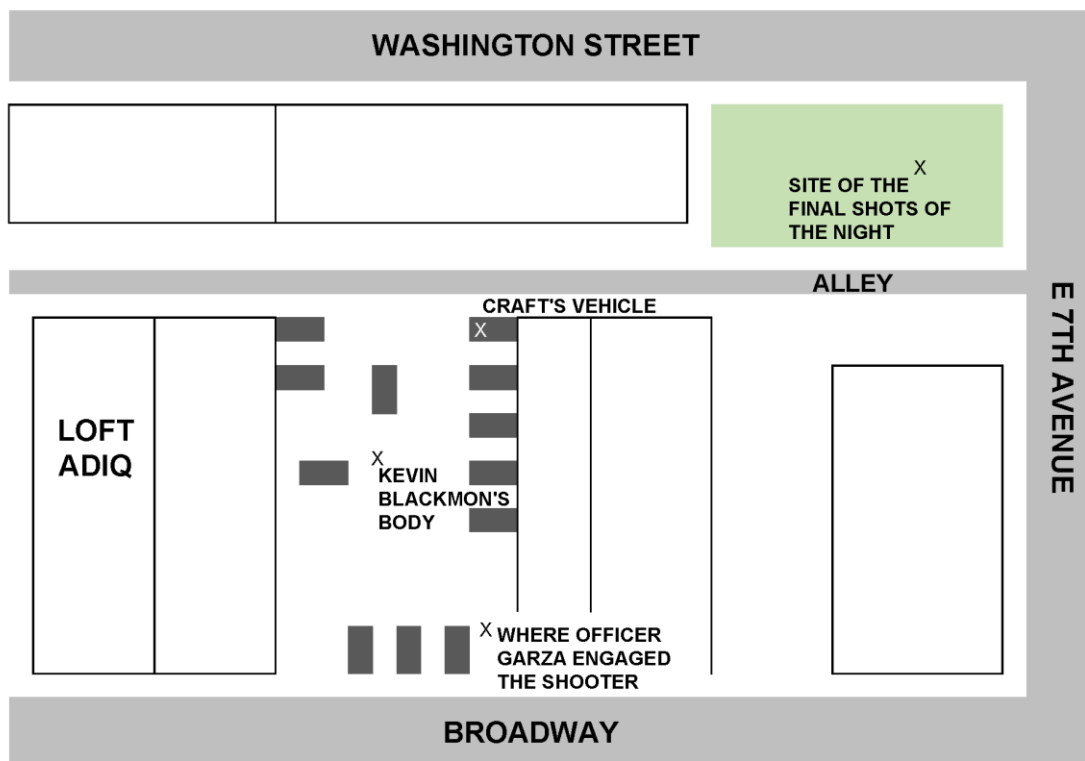 WASHINGTON STREET
X
SITE OF THE
FINAL SHOTS OF
THE NIGHT
ALLEY
E 7TH AVENUE
CRAFT'S VEHICLE
X
LOFT
ADIQ
X
KEVIN
BLACKMON'S
BODY
X
WHERE OFFICER
GARZA ENGAGED
THE SHOOTER
BROADWAY